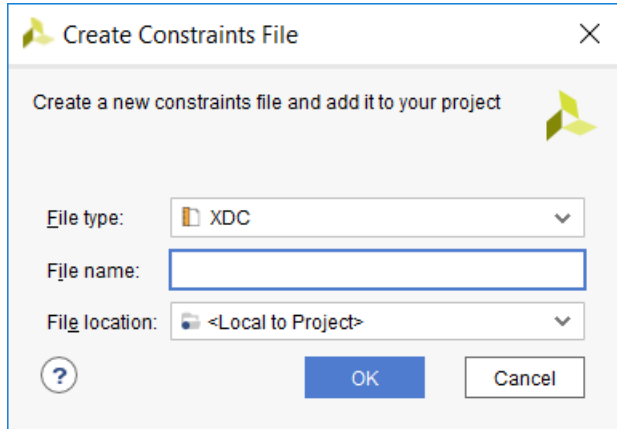 Create Constraints File
Create a new constraints file and add it to your project
File type: XDC
File name:
File location: <Local to Project>
? OK Cancel